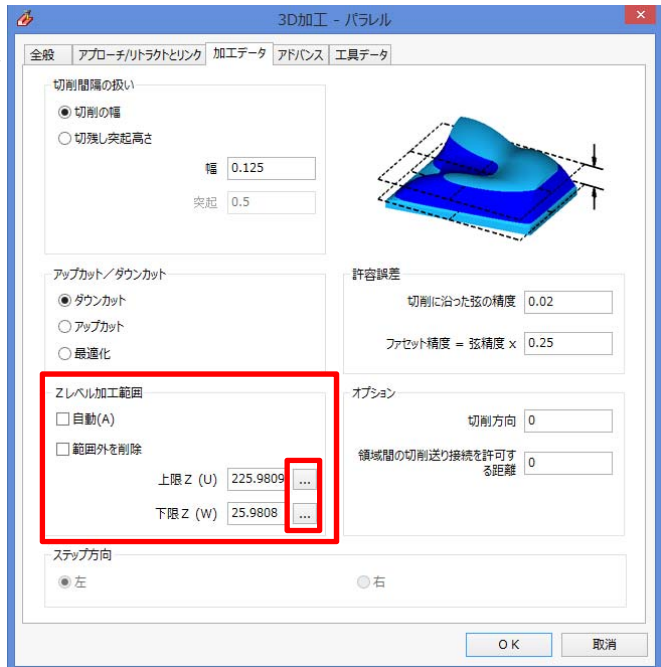 3D加工 - パラレル
全般 アプローチ/リトラクトとリンク 加工データ アドバンス 工具データ
切削間隔の扱い
切削の幅
切残し突起高さ
幅 0.125
突起 0.5
アップカット／ダウンカット
ダウンカット
アップカット
最適化
許容誤差
切削に沿った弦の精度 0.02
ファセット精度 = 弦精度 x 0.25
Zレベル加工範囲
自動(A)
範囲外を削除
上限Z (U) 225.9809 ...
下限Z (W) 25.9808 ...
オプション
切削方向 0
領域間の切削送り接続を許可す
る距離 0
ステップ方向
左 右
OK 取消